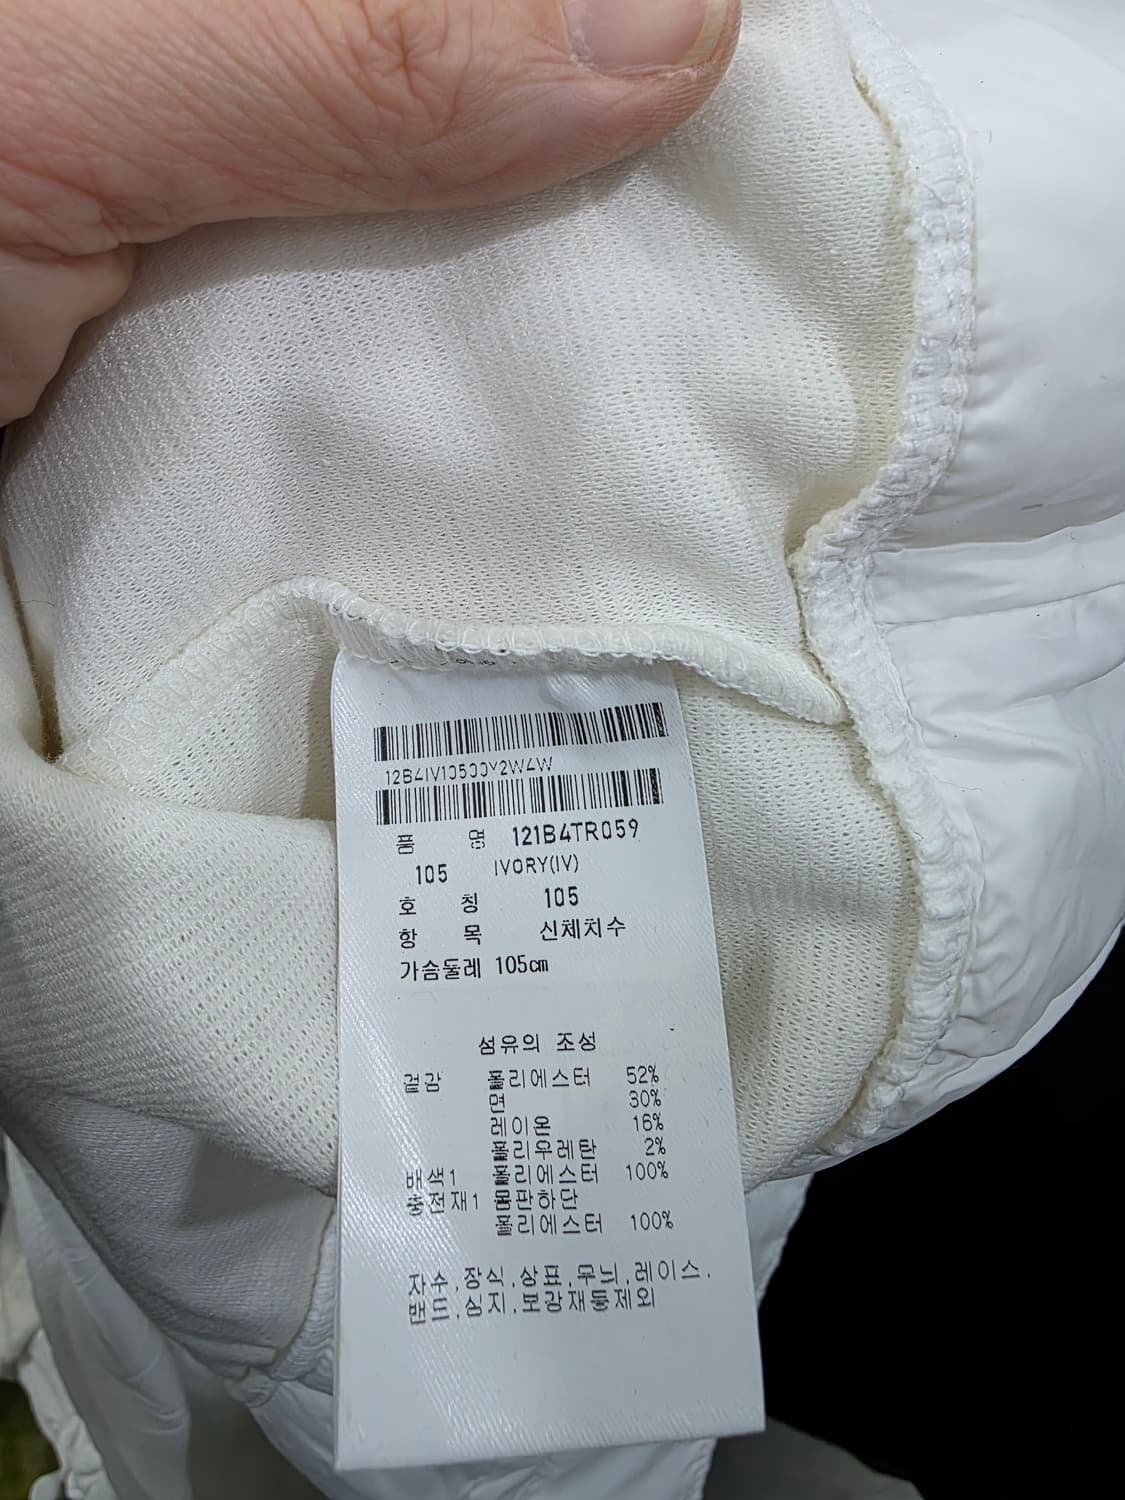 12B4IV10500Y2W4W
품 명 121B4TR059
105 IVORY(IV)
호 칭 105
항 목 신체치수
가슴둘레 105cm
섬유의 조성
겉감 폴리에스터 52%
면 30%
레이온 16%
폴리우레탄 2%
배색1 폴리에스터 100%
충전재1 몸판하단
폴리에스터 100%
자수,장식,상표,무늬,레이스,
밴드,심지,보강재등제외